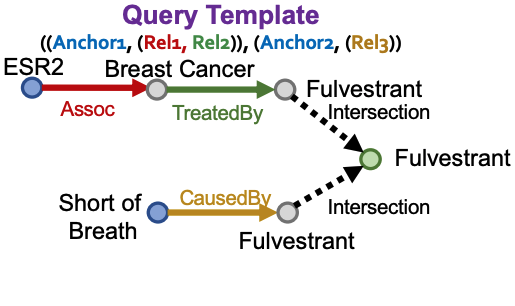 Query Template
((Anchor1, (Rel1, Rel2)), (Anchor2, (Rel3))
ESR2
Breast Cancer
Fulvestrant
Assoc
TreatedBy
Intersection
Fulvestrant
Short of
Breath
CausedBy
Intersection
Fulvestrant